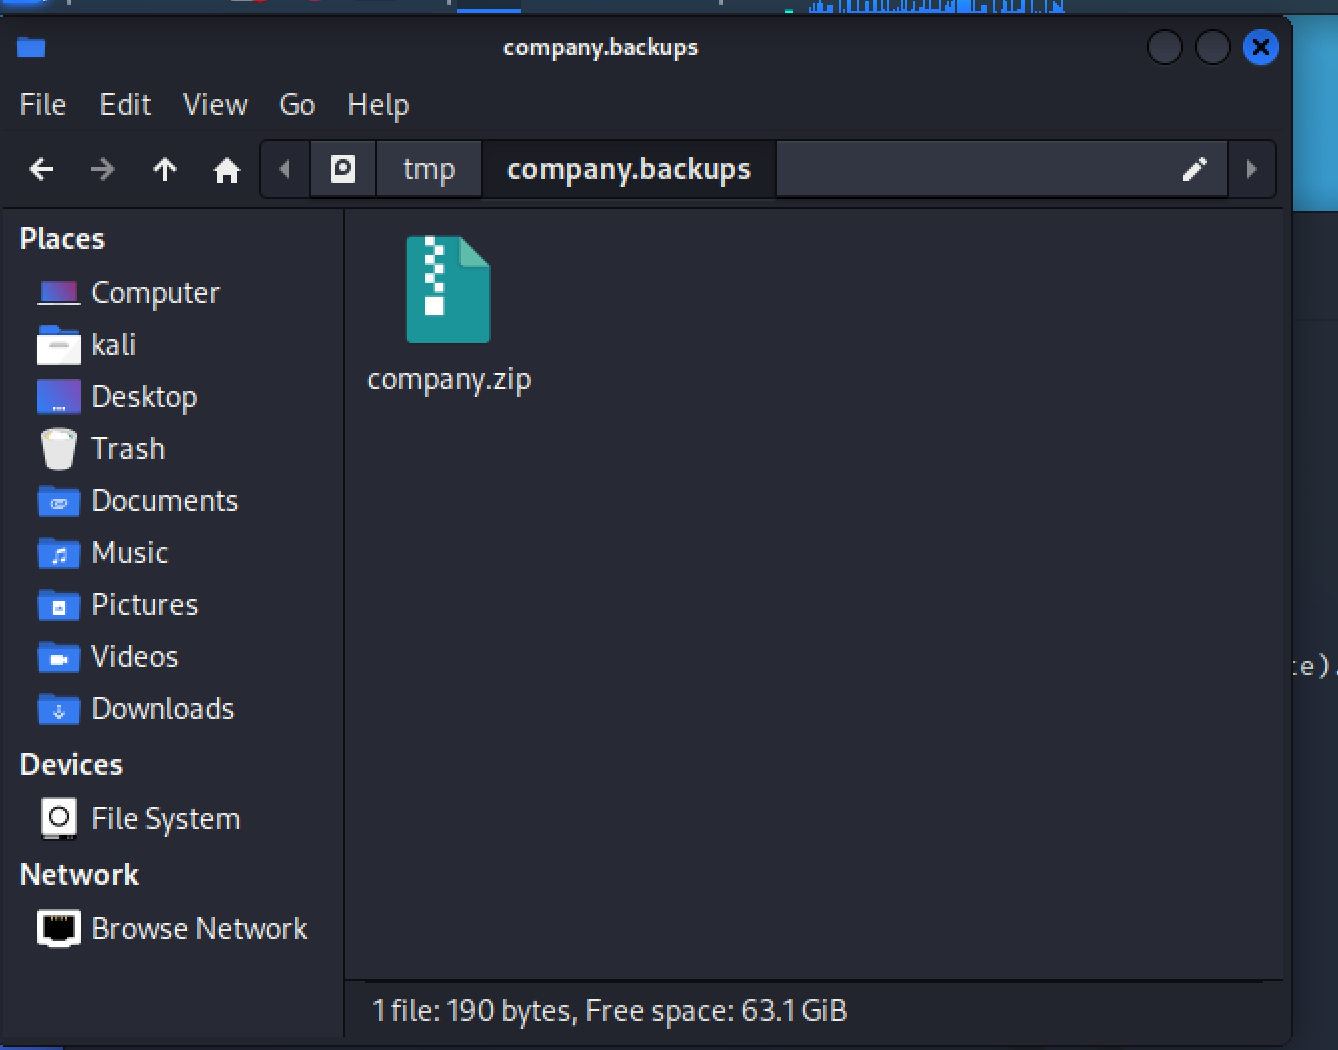 company.backups
File Edit View Go Help
tmp company.backups
Places
Computer
kali
Desktop
Trash
Documents
Music
Pictures
Videos
Downloads
Devices
File System
Network
Browse Network
company.zip
te).
1 file: 190 bytes, Free space: 63.1 GiB